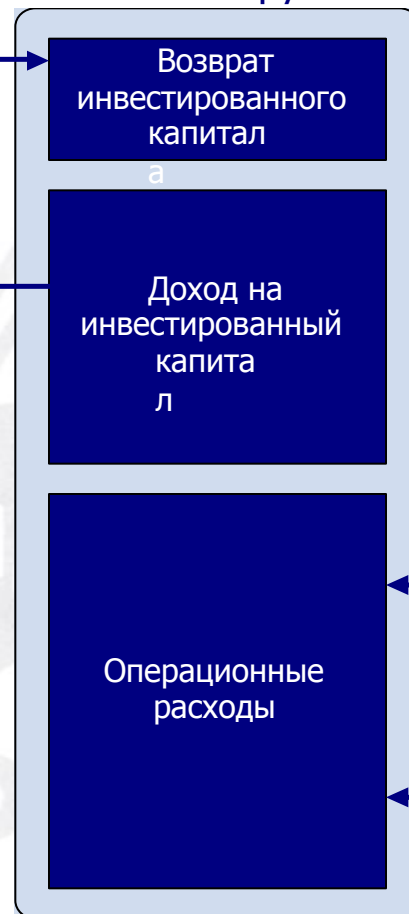 Возврат
инвестированного
капитал
а
Доход на
инвестированный
капита
л
Операционные
расходы